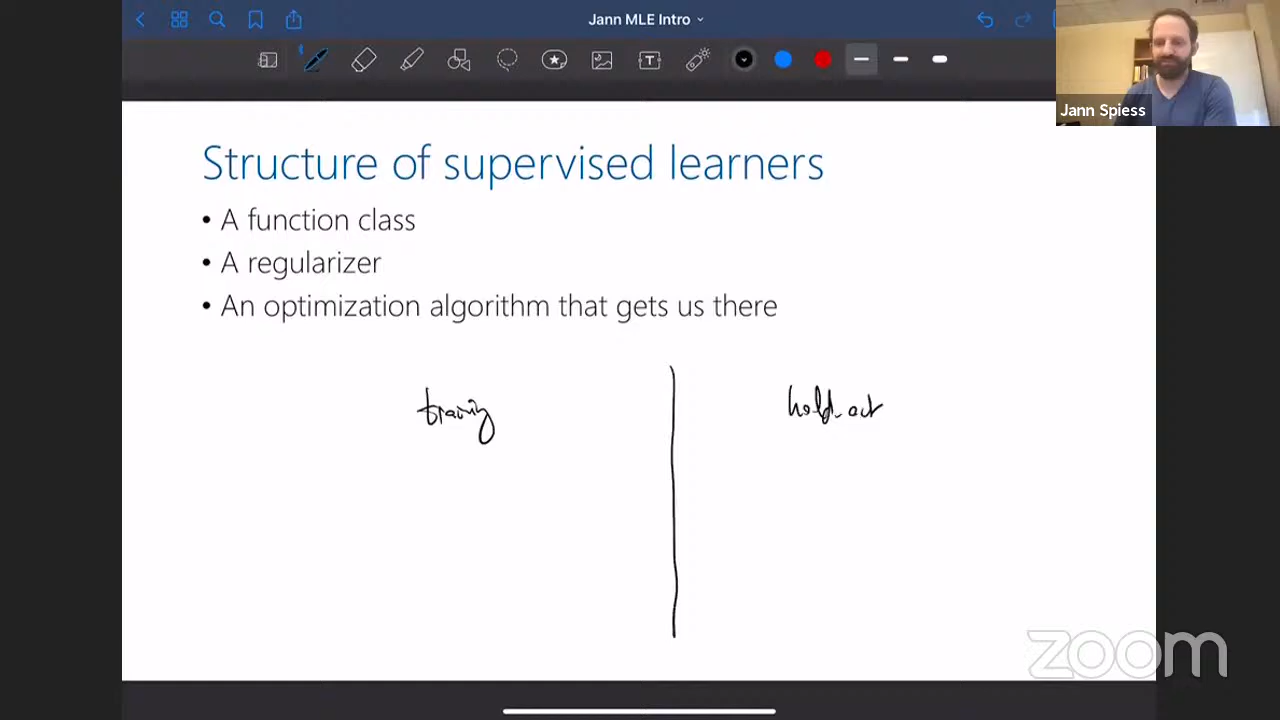 Jann MLE Intro
Jann Spiess
Structure of supervised learners
• A function class
• A regularizer
• An optimization algorithm that gets us there
training
hold-out
zoom